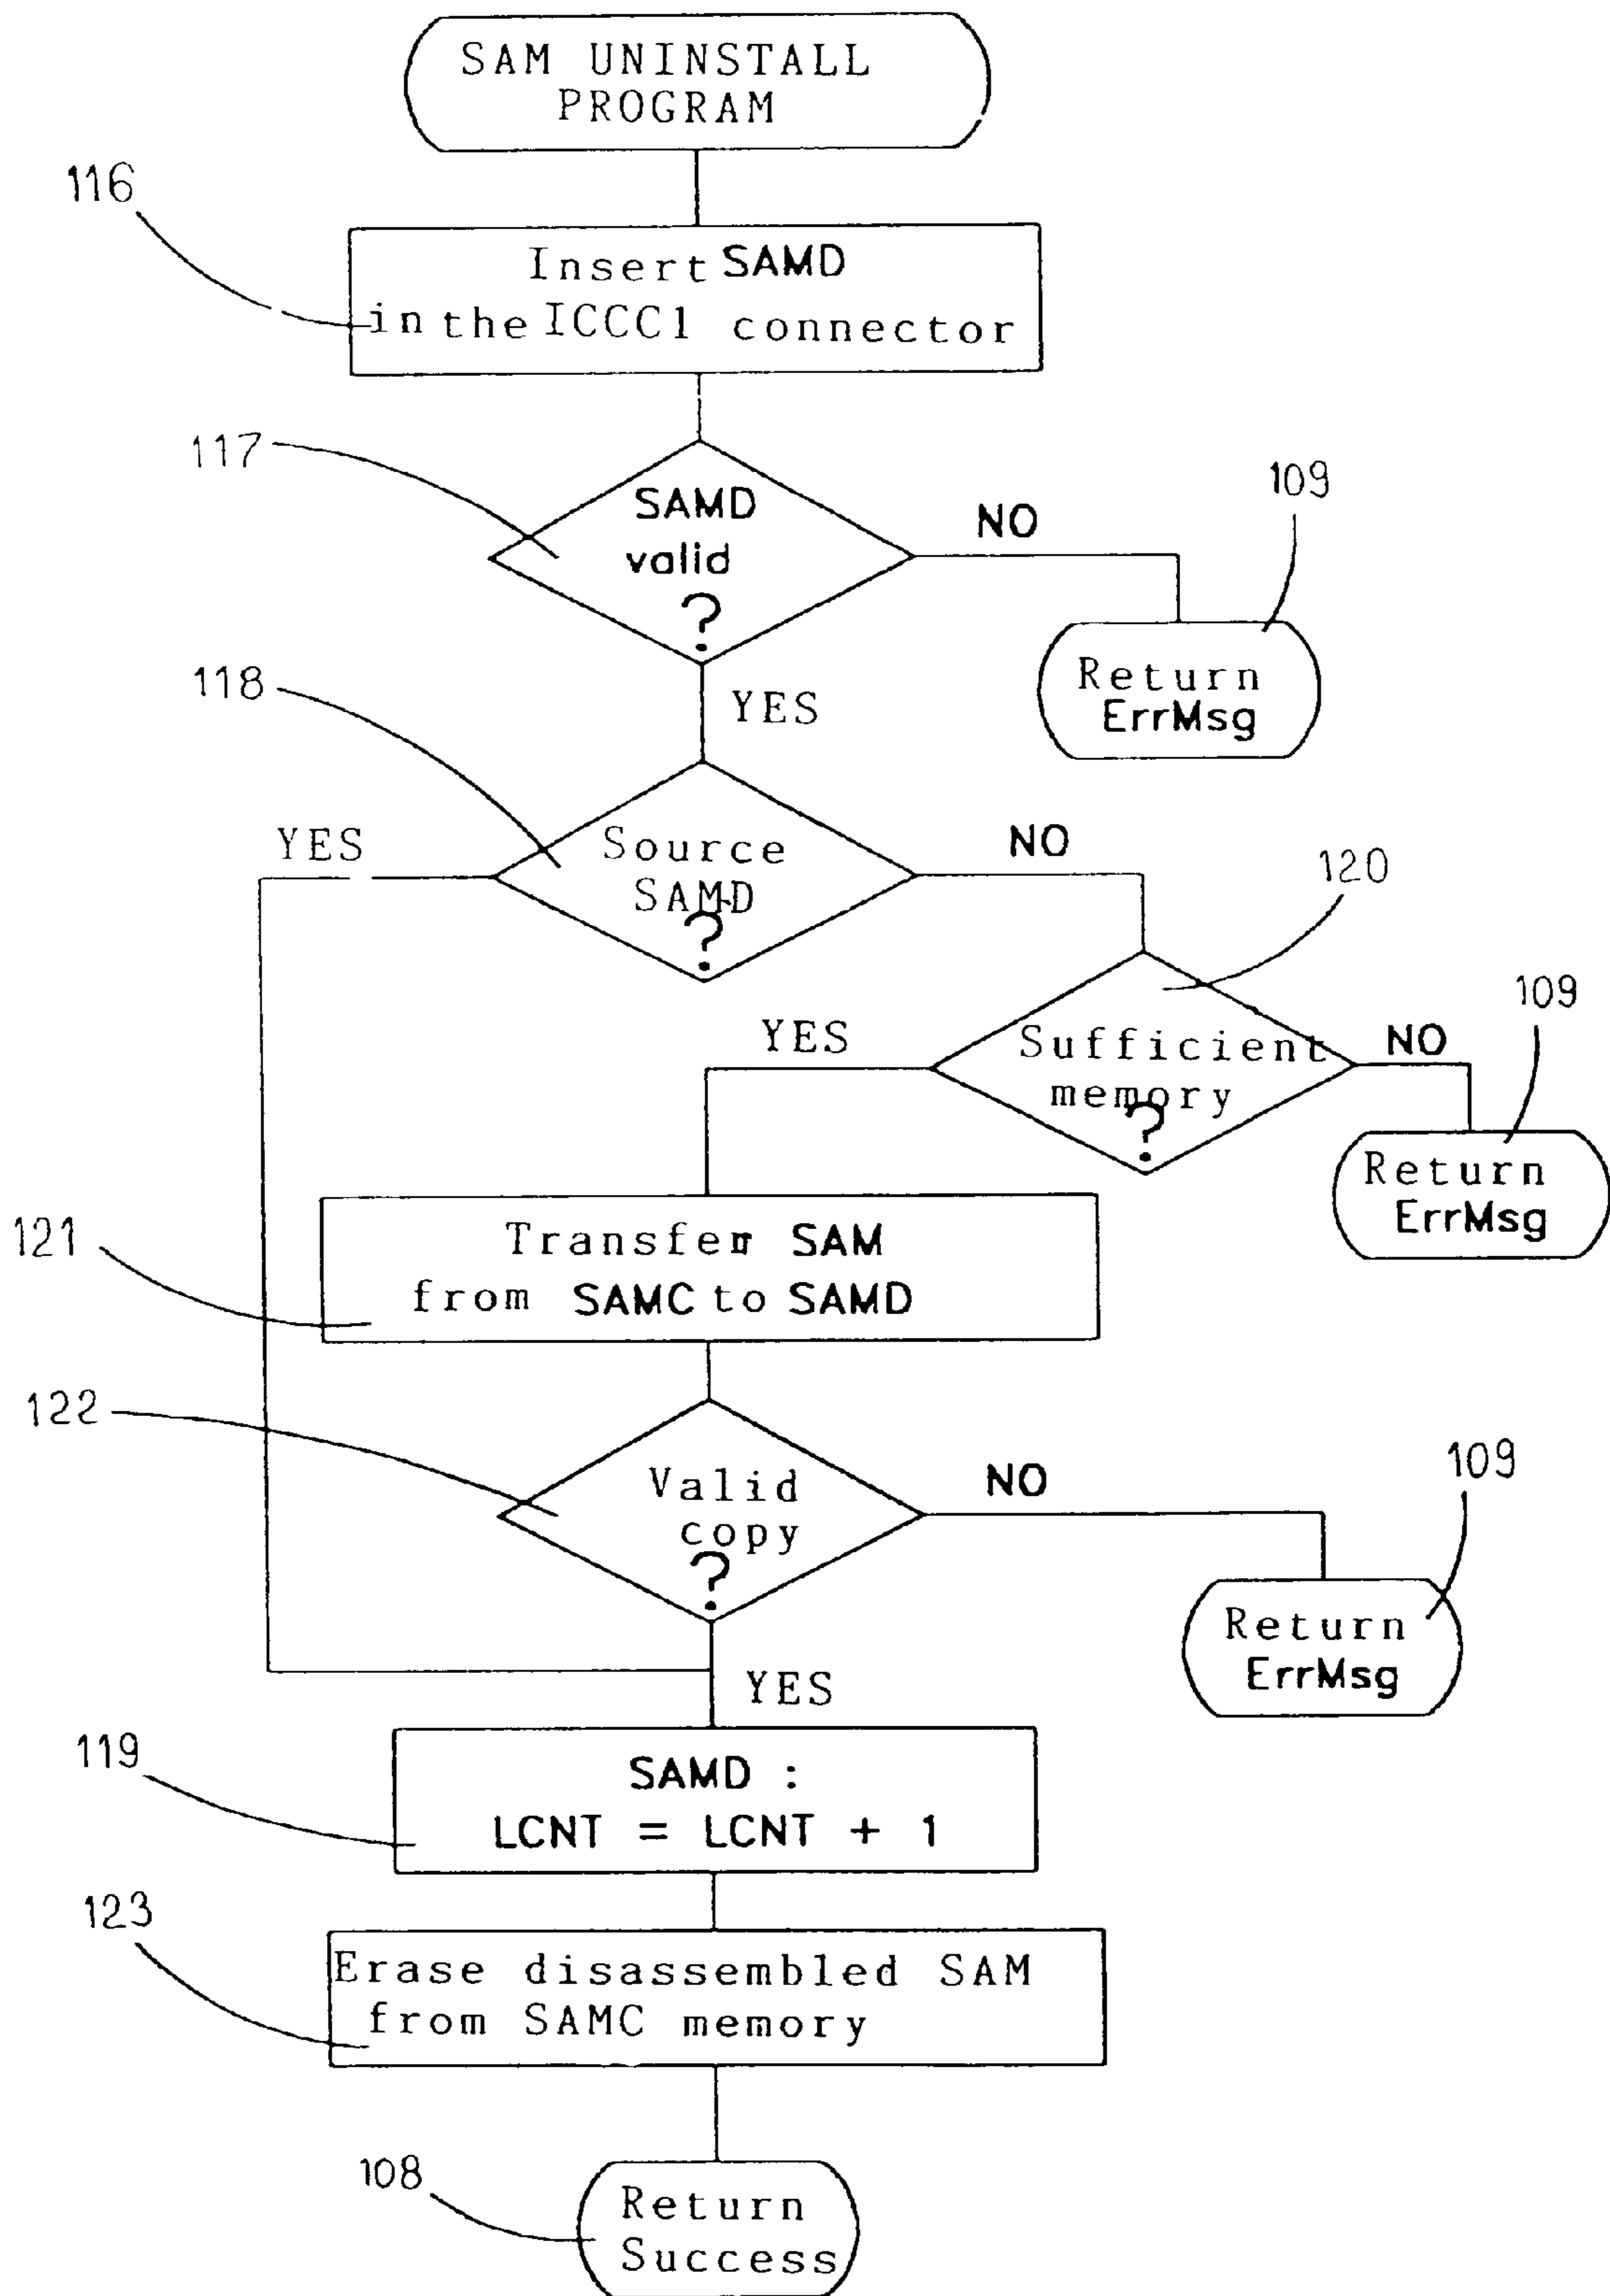 SAM UNINSTALL
PROGRAM
116
Insert SAMD
in the ICCC1 connector
117
SAMD
valid
?
NO
109
Return
ErrMsg
YES
118
Source
SAMD
?
YES
NO
120
Sufficient
memory
?
YES
NO
109
Return
ErrMsg
121
Transfer SAM
from SAMC to SAMD
122
Valid
copy
?
NO
109
Return
ErrMsg
YES
119
SAMD :
LCNT = LCNT + 1
123
Erase disassembled SAM
from SAMC memory
108
Return
Success